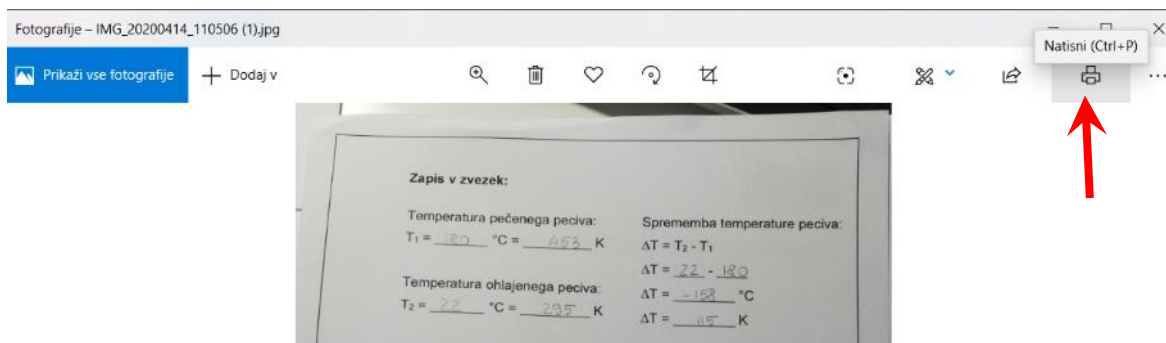 Fotografije – IMG_20200414_110506 (1).jpg
Natisni (Ctrl+P)
Prikaži vse fotografije
Dodaj v
Zapis v zvezek:
Temperatura pečenega peciva:
T₁ = 180 °C = 453 K
Temperatura ohlajenega peciva:
T₂ = 22 °C = 295 K
Sprememba temperature peciva:
ΔT = T₂ - T₁
ΔT = 22 - 180
ΔT = -158 °C
ΔT = 115 K